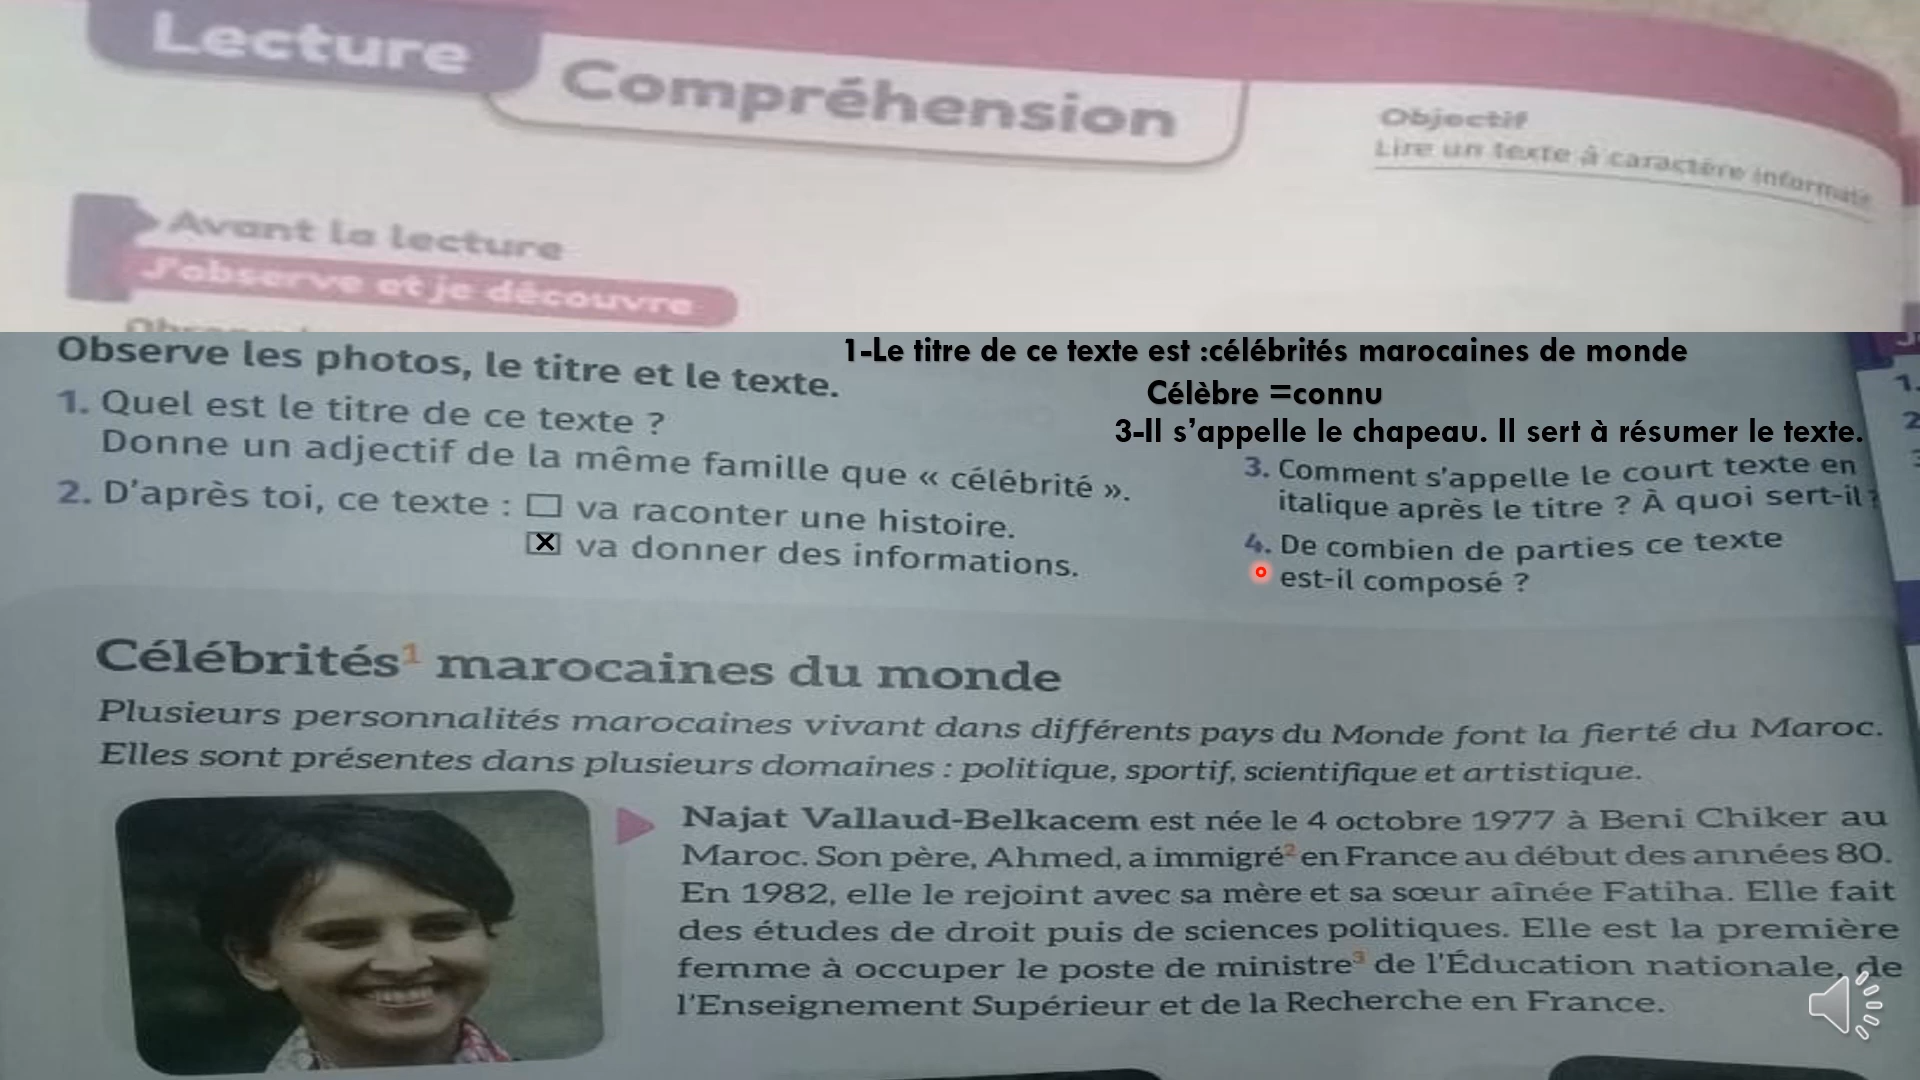 Lecture
Compréhension
Objectif
Lire un texte à caractère informatif
Avant la lecture
J'observe et je découvre
Observe les photos, le titre et le texte.
1. Quel est le titre de ce texte ?
Donne un adjectif de la même famille que « célébrité ».
2. D'après toi, ce texte : va raconter une histoire.
va donner des informations.
1-Le titre de ce texte est :célébrités marocaines de monde
Célèbre =connu
3-Il s'appelle le chapeau. Il sert à résumer le texte.
3. Comment s'appelle le court texte en
italique après le titre ? À quoi sert-il ?
4. De combien de parties ce texte
est-il composé ?
Célébrités¹ marocaines du monde
Plusieurs personnalités marocaines vivant dans différents pays du Monde font la fierté du Maroc.
Elles sont présentes dans plusieurs domaines : politique, sportif, scientifique et artistique.
Najat Vallaud-Belkacem est née le 4 octobre 1977 à Beni Chiker au
Maroc. Son père, Ahmed, a immigré² en France au début des années 80.
En 1982, elle le rejoint avec sa mère et sa sœur aînée Fatiha. Elle fait
des études de droit puis de sciences politiques. Elle est la première
femme à occuper le poste de ministre³ de l'Éducation nationale, de
l'Enseignement Supérieur et de la Recherche en France.